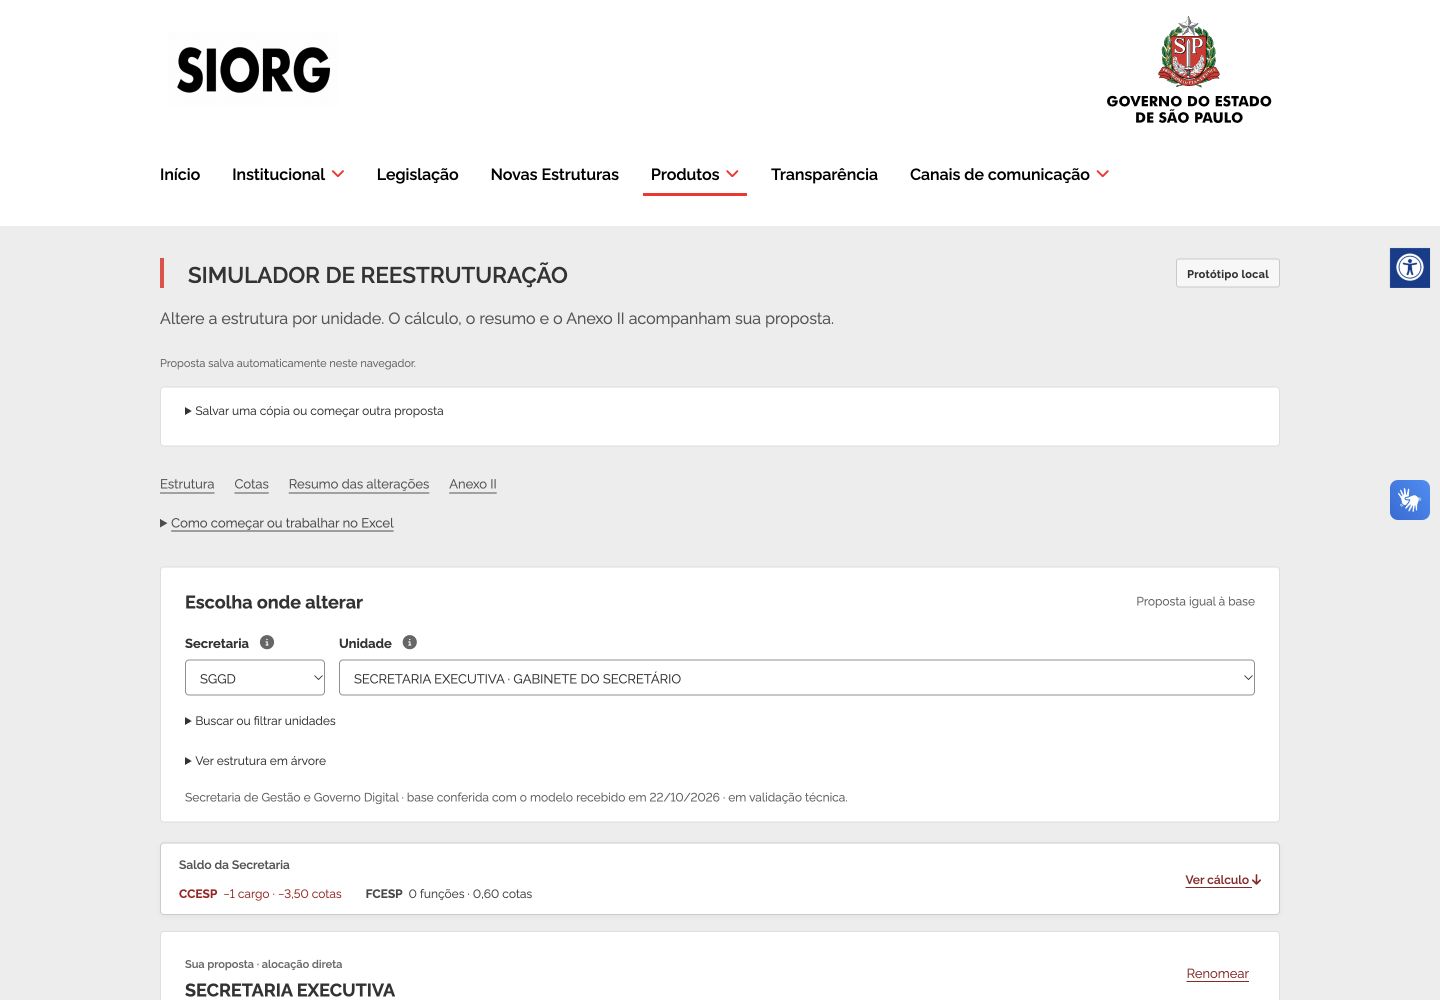 SIORG
SP
GOVERNO DO ESTADO
DE SÃO PAULO
Início
Institucional
Legislação
Novas Estruturas
Produtos
Transparência
Canais de comunicação
SIMULADOR DE REESTRUTURAÇÃO
Protótipo local
Altere a estrutura por unidade. O cálculo, o resumo e o Anexo II acompanham sua proposta.
Proposta salva automaticamente neste navegador.
Salvar uma cópia ou começar outra proposta
Estrutura
Cotas
Resumo das alterações
Anexo II
Como começar ou trabalhar no Excel
Escolha onde alterar
Proposta igual à base
Secretaria
Unidade
SGGD
SECRETARIA EXECUTIVA · GABINETE DO SECRETÁRIO
Buscar ou filtrar unidades
Ver estrutura em árvore
Secretaria de Gestão e Governo Digital · base conferida com o modelo recebido em 22/10/2026 · em validação técnica.
Saldo da Secretaria
CCESP −1 cargo · −3,50 cotas
FCESP 0 funções · 0,60 cotas
Ver cálculo
Sua proposta · alocação direta
SECRETARIA EXECUTIVA
Renomear